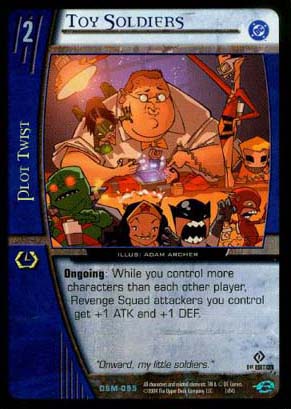 2
TOY SOLDIERS
PLOT TWIST
ILLUS: ADAM ARCHER
Ongoing: While you control more
characters than each other player,
Revenge Squad attackers you control
get +1 ATK and +1 DEF.
"Onward, my little soldiers."
DSM-095
1st EDITION